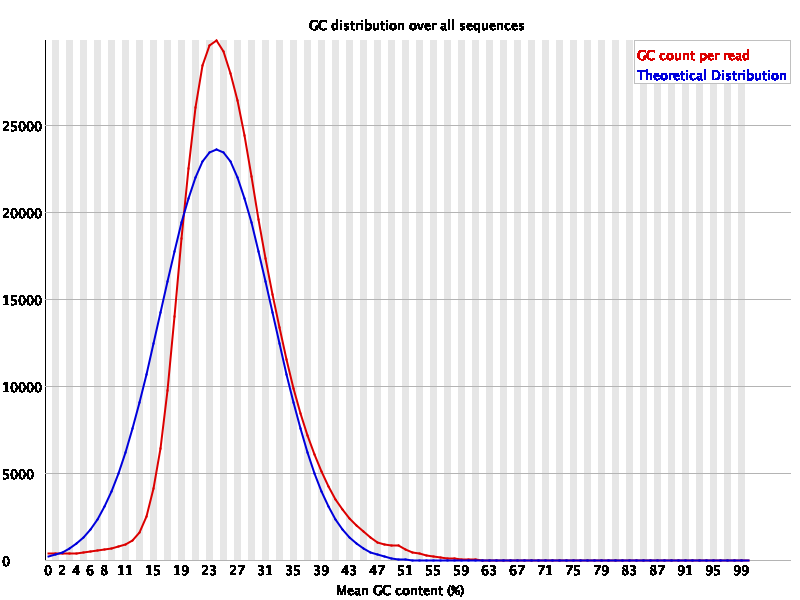 GC distribution over all sequences
GC count per read
Theoretical Distribution
25000
20000
15000
10000
5000
0
0 2 4 6 8 11 15 19 23 27 31 35 39 43 47 51 55 59 63 67 71 75 79 83 87 91 95 99
Mean GC content (%)